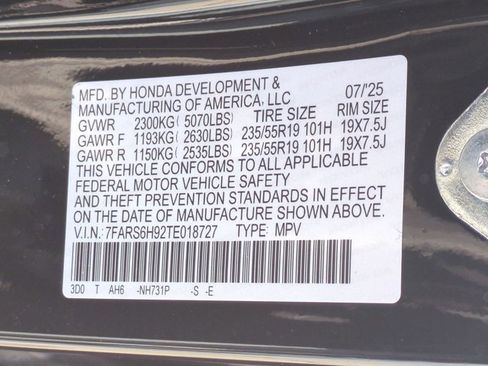 MFD. BY HONDA DEVELOPMENT &
MANUFACTURING OF AMERICA, LLC 07/'25
GVWR 2300KG( 5070LBS) TIRE SIZE RIM SIZE
GAWR F 1193KG( 2630LBS) 235/55R19 101H 19X7.5J
GAWR R 1150KG( 2535LBS) 235/55R19 101H 19X7.5J
THIS VEHICLE CONFORMS TO ALL APPLICABLE
FEDERAL MOTOR VEHICLE SAFETY
AND THEFT PREVENTION STANDARDS IN EFFECT
ON THE DATE OF MANUFACTURE SHOWN ABOVE.
V.I.N.: 7FARS6H92TE018727 TYPE: MPV
3D0 T AH6 -NH731P -S -E